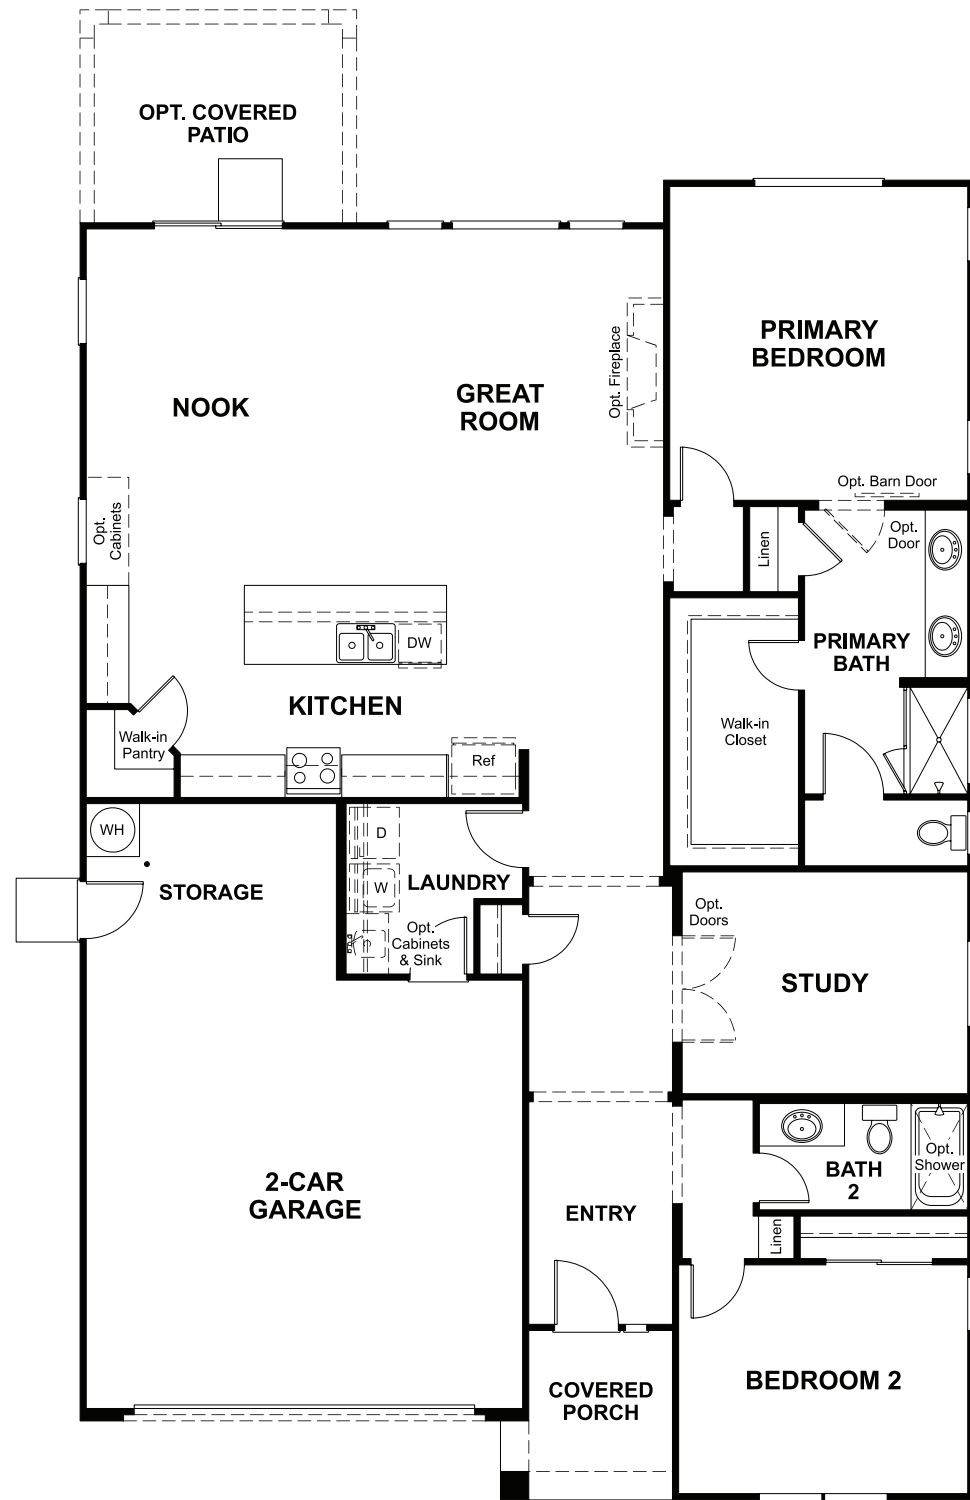 OPT. COVERED
PATIO
PRIMARY
BEDROOM
Opt. Fireplace
GREAT
ROOM
NOOK
Opt. Barn Door
Opt.
Cabinets
Opt.
Door
Linen
DW
PRIMARY
BATH
KITCHEN
Walk-in
Closet
Walk-in
Pantry
Ref
WH
D
STORAGE
W
LAUNDRY
Opt.
Cabinets
& Sink
Opt.
Doors
STUDY
Opt.
Shower
BATH
2
2-CAR
GARAGE
ENTRY
Linen
BEDROOM 2
COVERED
PORCH